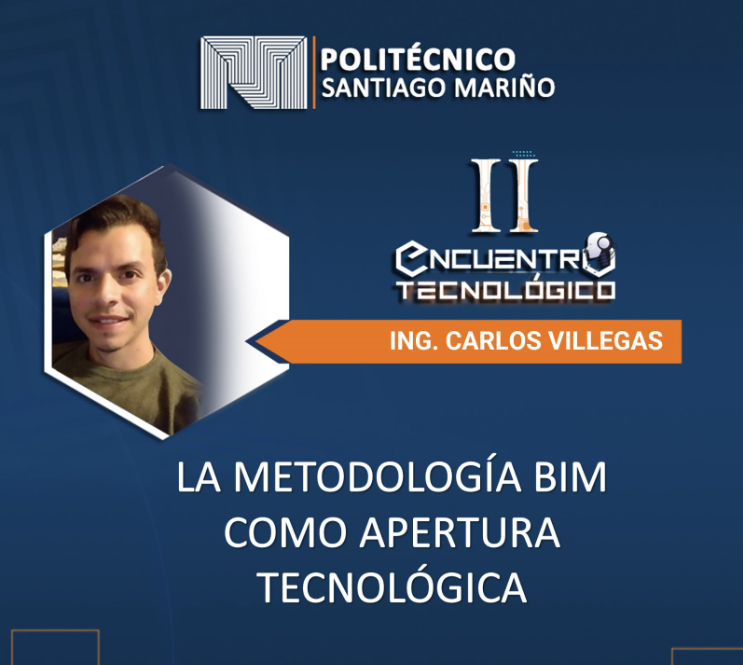 POLITÉCNICO
SANTIAGO MARIÑO
II
ENCUENTRO
TECNOLÓGICO
ING. CARLOS VILLEGAS
LA METODOLOGÍA BIM
COMO APERTURA
TECNOLÓGICA